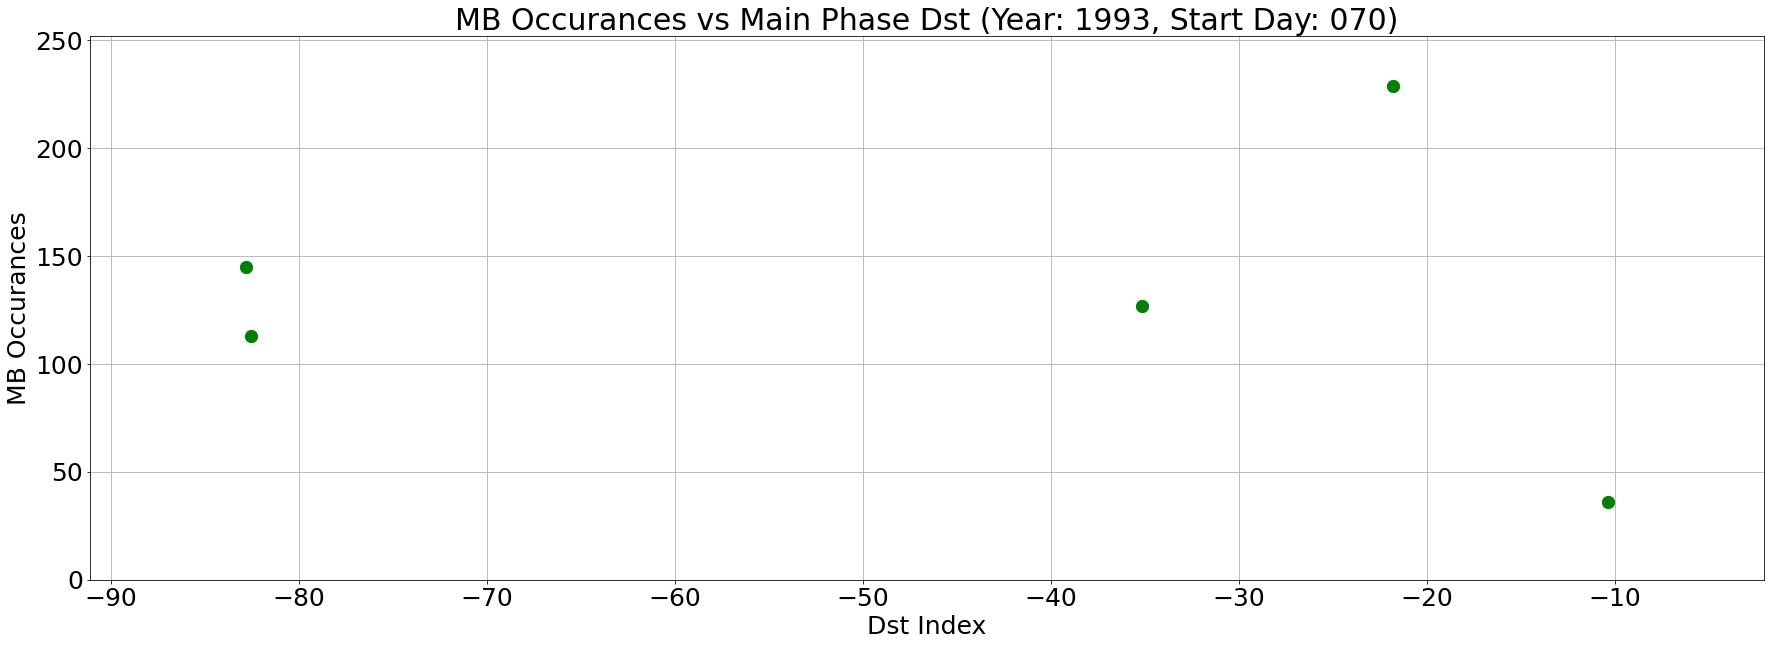 MB Occurances vs Main Phase Dst (Year: 1993, Start Day: 070)
MB Occurances
250
200
150
100
50
0
−90 −80 −70 −60 −50 −40 −30 −20 −10
Dst Index